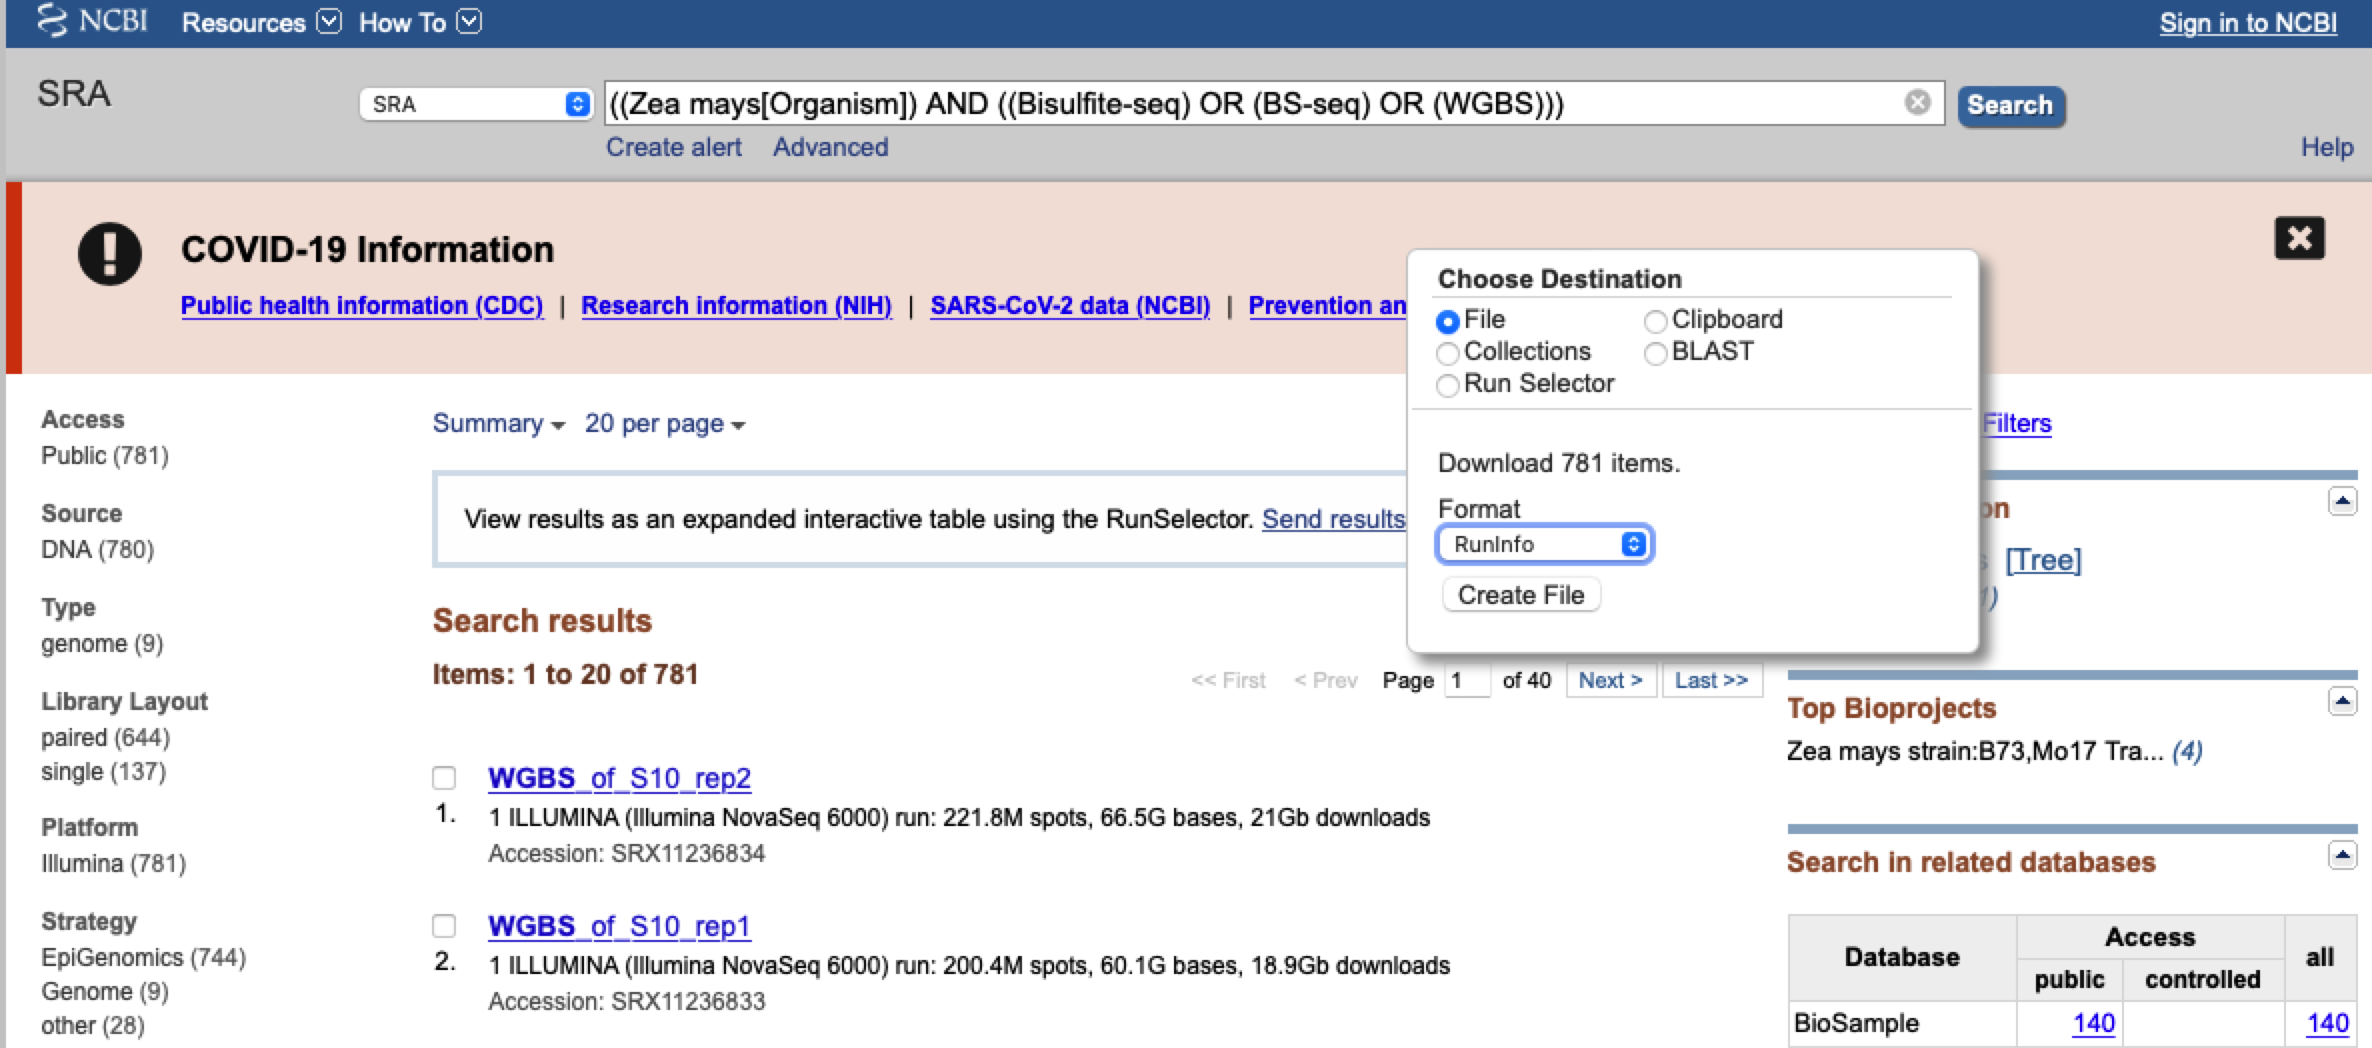 NCBI Resources How To Sign in to NCBI
SRA SRA ((Zea mays[Organism]) AND ((Bisulfite-seq) OR (BS-seq) OR (WGBS))) Search
Create alert Advanced Help
COVID-19 Information
Public health information (CDC) | Research information (NIH) | SARS-CoV-2 data (NCBI) | Prevention
Choose Destination
File Clipboard
Collections BLAST
Run Selector
Download 781 items.
Format
RunInfo
Create File
Access
Public (781)
Source
DNA (780)
Type
genome (9)
Library Layout
paired (644)
single (137)
Platform
Illumina (781)
Strategy
EpiGenomics (744)
Genome (9)
other (28)
Summary 20 per page
View results as an expanded interactive table using the RunSelector. Send results
Search results
Items: 1 to 20 of 781
<< First < Prev Page 1 of 40 Next > Last >>
WGBS_of_S10_rep2
1. 1 ILLUMINA (Illumina NovaSeq 6000) run: 221.8M spots, 66.5G bases, 21Gb downloads
Accession: SRX11236834
WGBS_of_S10_rep1
2. 1 ILLUMINA (Illumina NovaSeq 6000) run: 200.4M spots, 60.1G bases, 18.9Gb downloads
Accession: SRX11236833
Filters
[Tree]
Top Bioprojects
Zea mays strain:B73,Mo17 Tra... (4)
Search in related databases
Database Access all
public controlled
BioSample 140 140